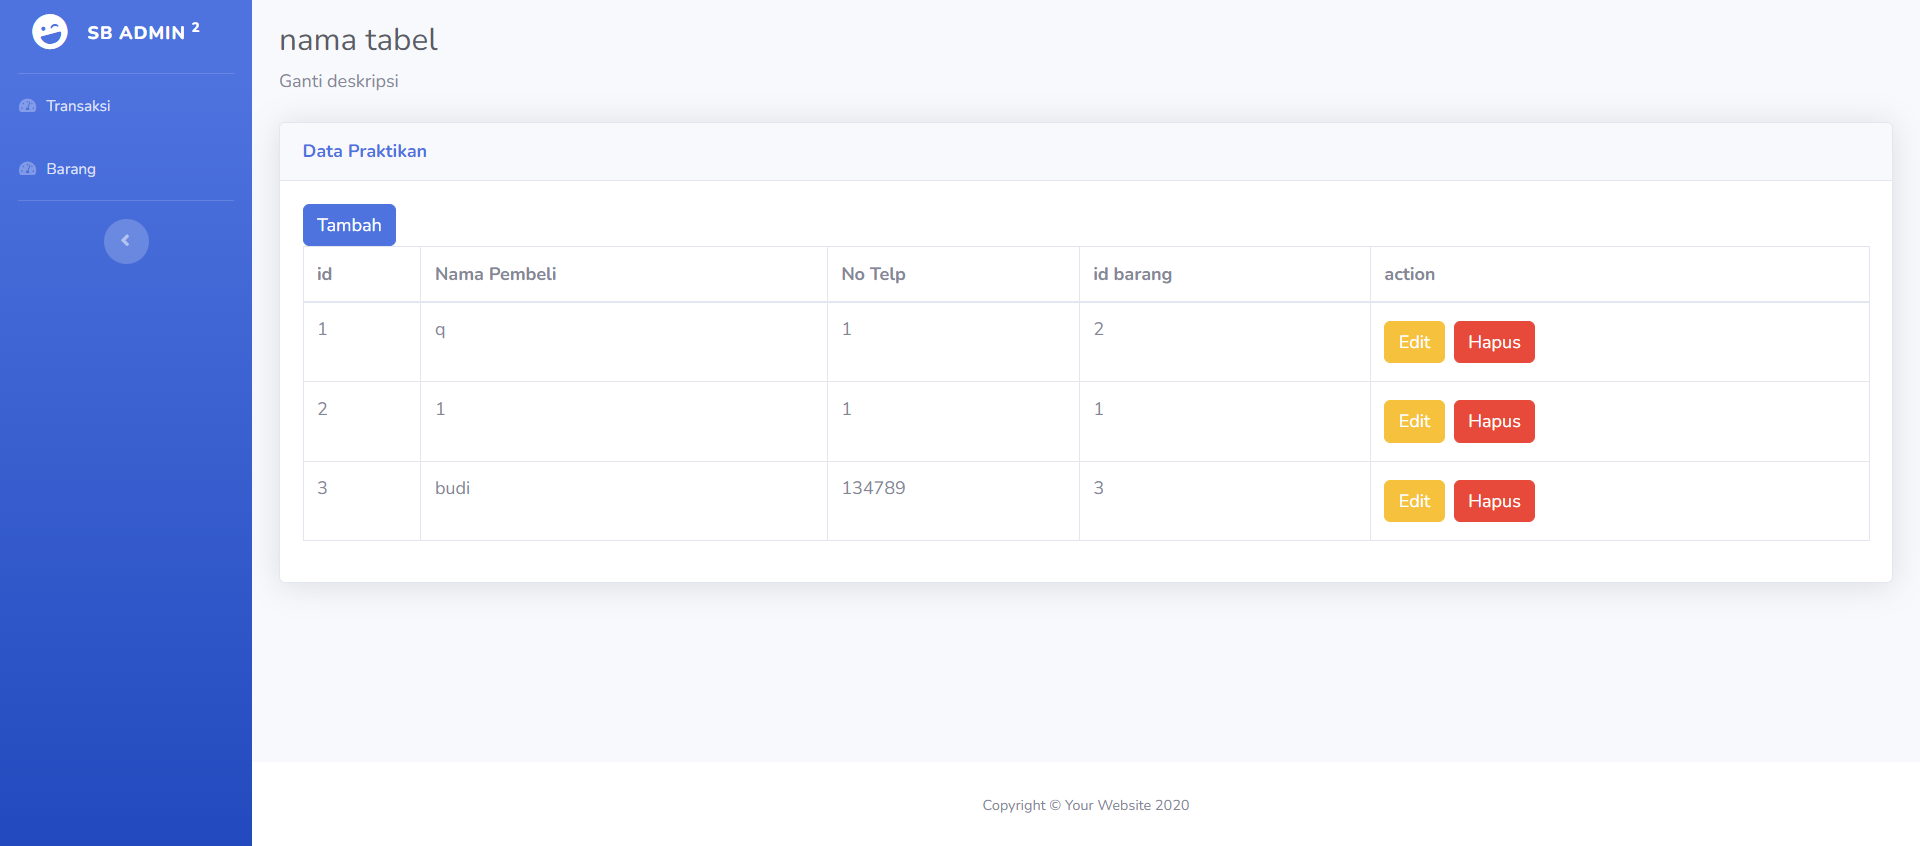 SB ADMIN 2
Transaksi
Barang
nama tabel
Ganti deskripsi
Data Praktikan
Tambah
id Nama Pembeli No Telp id barang action
1 q 1 2 Edit Hapus
2 1 1 1 Edit Hapus
3 budi 134789 3 Edit Hapus
Copyright © Your Website 2020